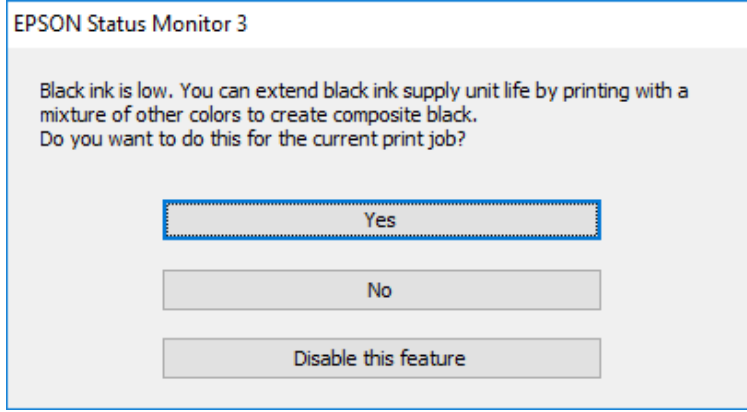 EPSON Status Monitor 3
Black ink is low. You can extend black ink supply unit life by printing with a
mixture of other colors to create composite black.
Do you want to do this for the current print job?
Yes
No
Disable this feature